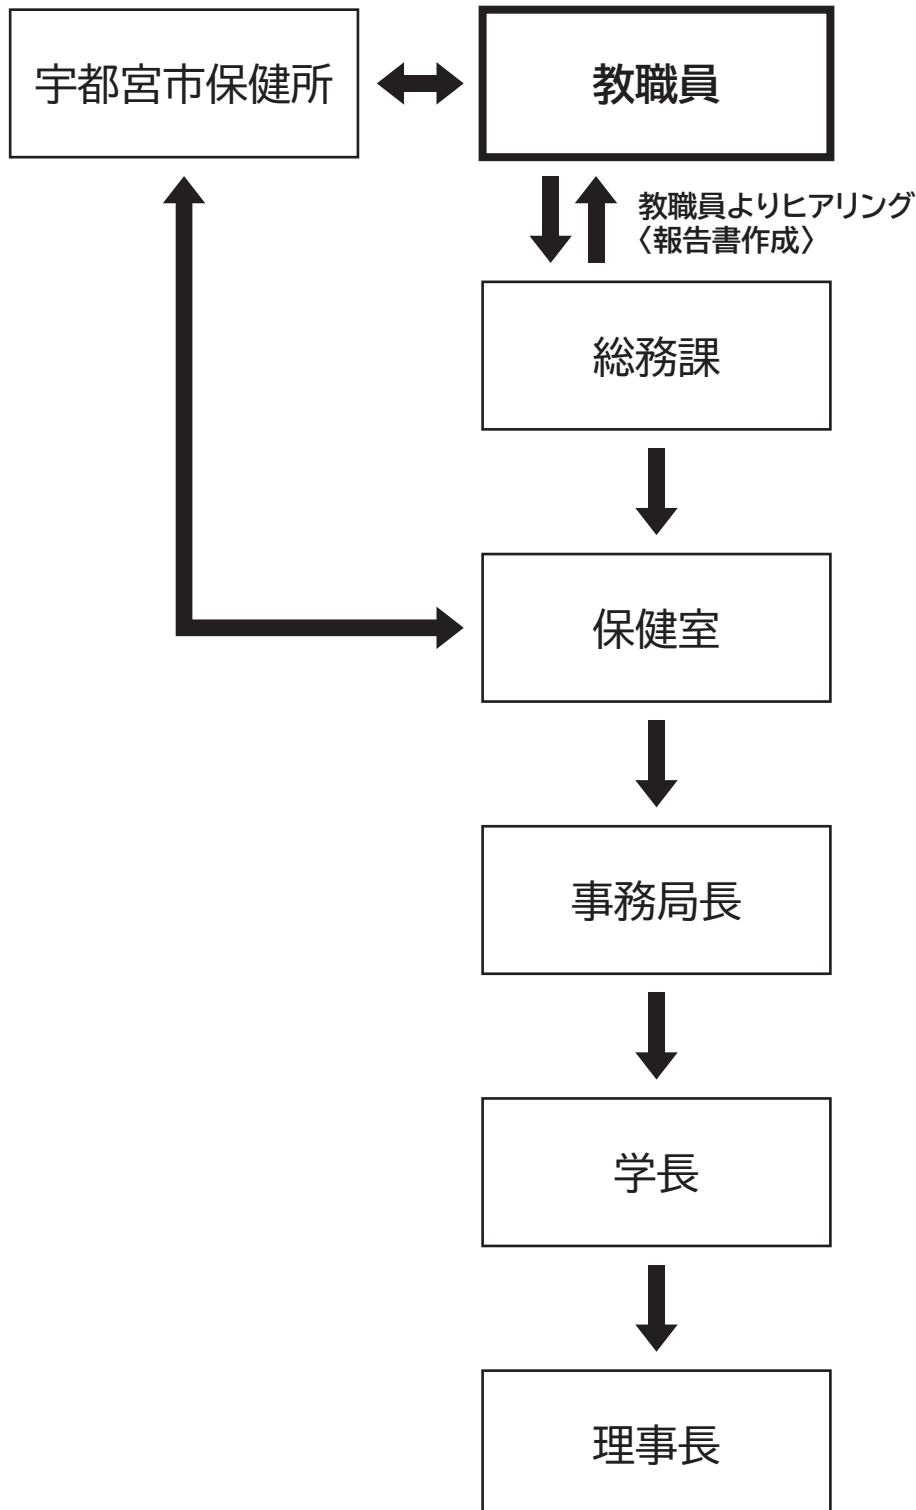 宇都宮市保健所
教職員
教職員よりヒアリング
〈報告書作成〉
総務課
保健室
事務局長
学長
理事長